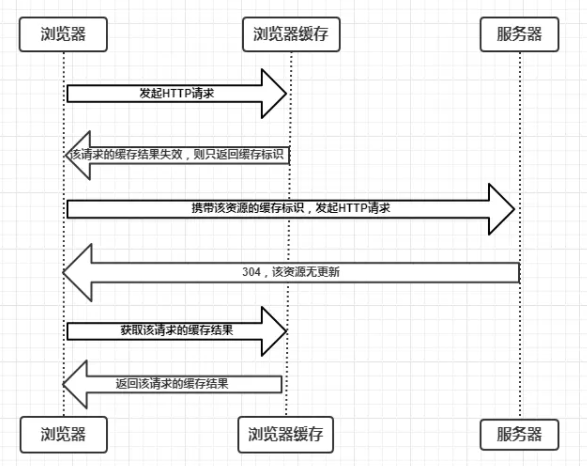 浏览器
浏览器缓存
服务器
发起HTTP请求
该请求的缓存结果失效，则只返回缓存标识
携带该资源的缓存标识，发起HTTP请求
304，该资源无更新
获取该请求的缓存结果
返回该请求的缓存结果
浏览器
浏览器缓存
服务器